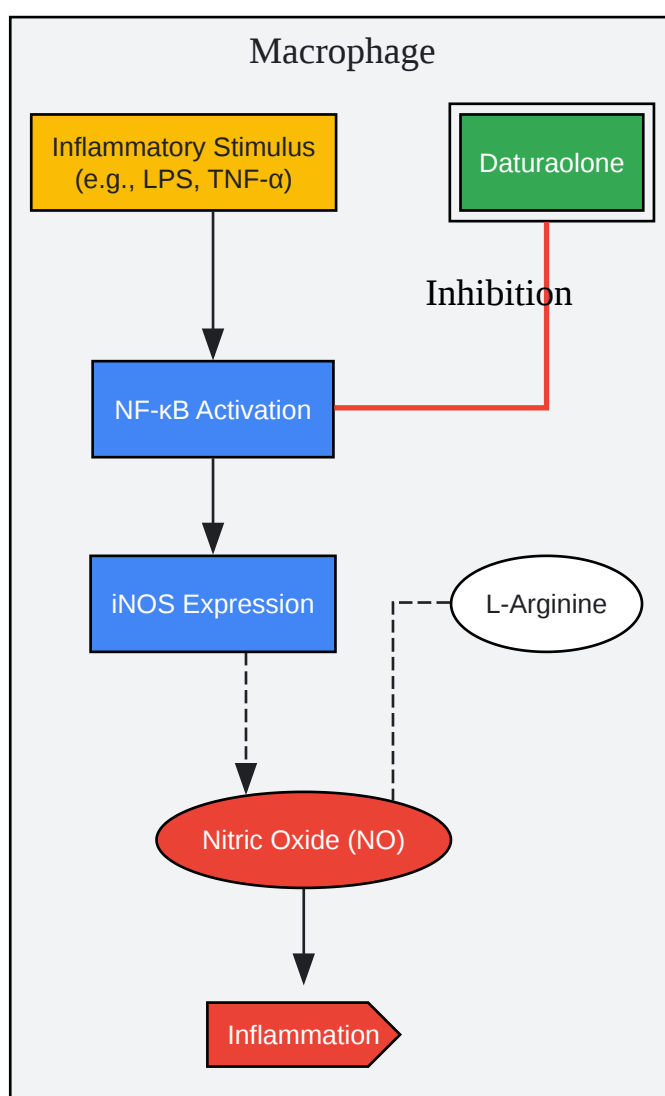 Macrophage
Inflammatory Stimulus
(e.g., LPS, TNF-α)
Daturaolone
Inhibition
NF-κB Activation
iNOS Expression
L-Arginine
Nitric Oxide (NO)
Inflammation